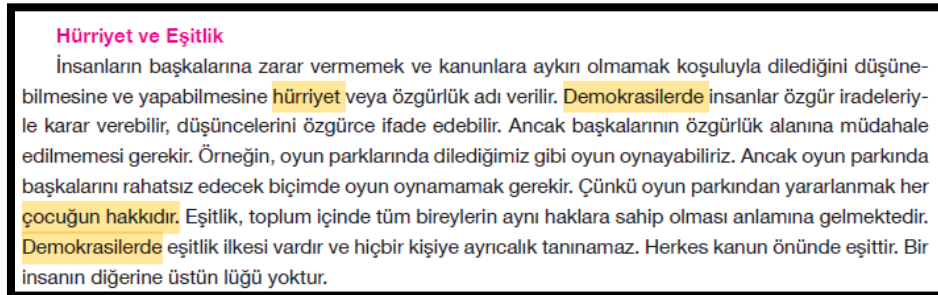 Hürriyet ve Eşitlik
İnsanların başkalarına zarar vermemek ve kanunlara aykırı olmamak koşuluyla dilediğini düşüne-
bilmesine ve yapabilmesine hürriyet veya özgürlük adı verilir. Demokrasilerde insanlar özgür iradeleriy-
le karar verebilir, düşüncelerini özgürce ifade edebilir. Ancak başkalarının özgürlük alanına müdahale
edilmemesi gerekir. Örneğin, oyun parklarında dilediğimiz gibi oyun oynayabiliriz. Ancak oyun parkında
başkalarını rahatsız edecek biçimde oyun oynamamak gerekir. Çünkü oyun parkından yararlanmak her
çocuğun hakkıdır. Eşitlik, toplum içinde tüm bireylerin aynı haklara sahip olması anlamına gelmektedir.
Demokrasilerde eşitlik ilkesi vardır ve hiçbir kişiye ayrıcalık tanınamaz. Herkes kanun önünde eşittir. Bir
insanın diğerine üstün lüğü yoktur.